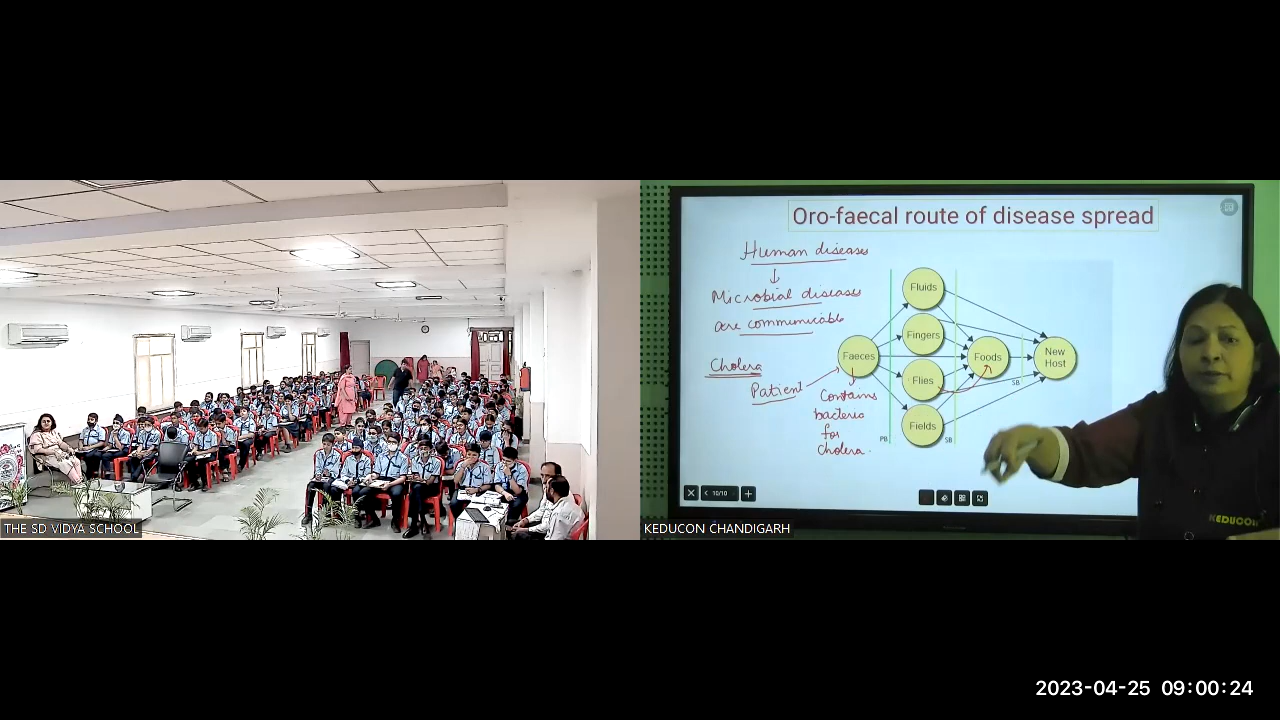 Oro-faecal route of disease spread
Human diseases
↓
Microbial diseases
are communicable
Cholera
Patient
Contains
bacteria
for
cholera.
Faeces
Fluids
Fingers
Flies
Fields
Foods
New
Host
PB
SB
SB
10/10
KEDUCON
THE SD VIDYA SCHOOL
KEDUCON CHANDIGARH
2023-04-25 09:00:24